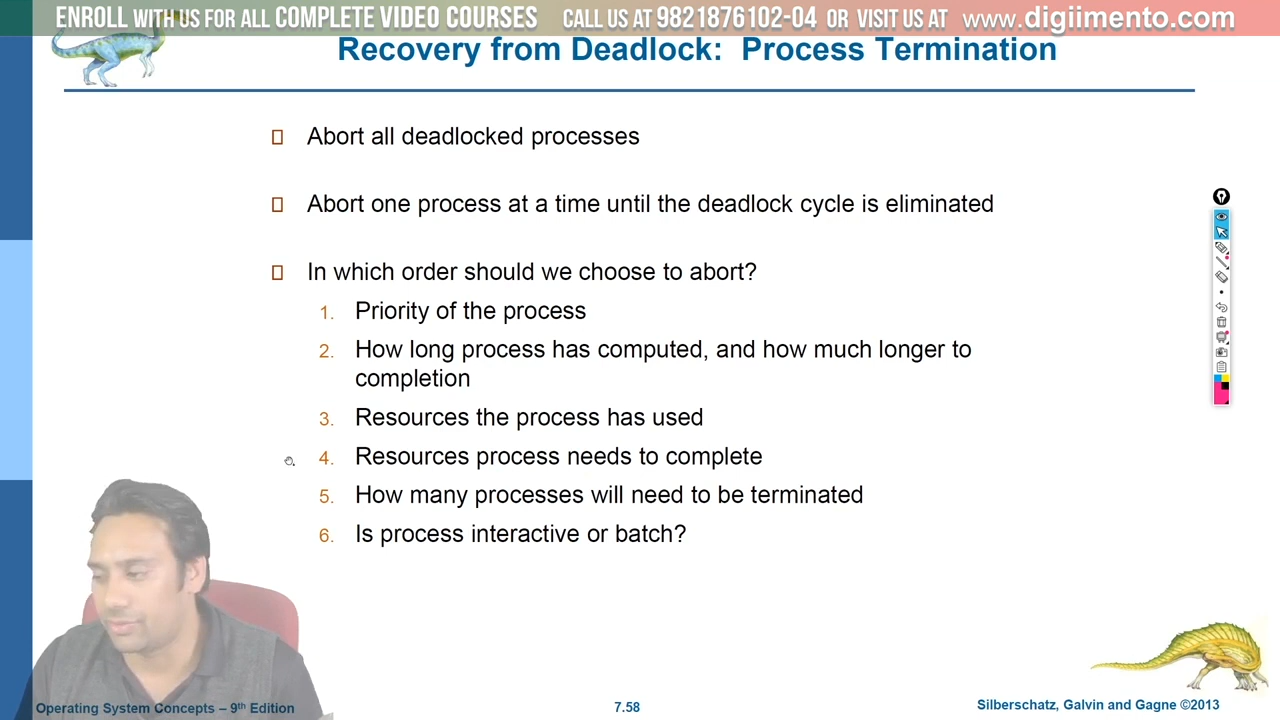 ENROLL WITH US FOR ALL COMPLETE VIDEO COURSES CALL US AT 9821876102-04 OR VISIT US AT www.digiimento.com
Recovery from Deadlock: Process Termination
Abort all deadlocked processes
Abort one process at a time until the deadlock cycle is eliminated
In which order should we choose to abort?
1. Priority of the process
2. How long process has computed, and how much longer to
completion
3. Resources the process has used
4. Resources process needs to complete
5. How many processes will need to be terminated
6. Is process interactive or batch?
Operating System Concepts – 9th Edition
7.58
Silberschatz, Galvin and Gagne ©2013